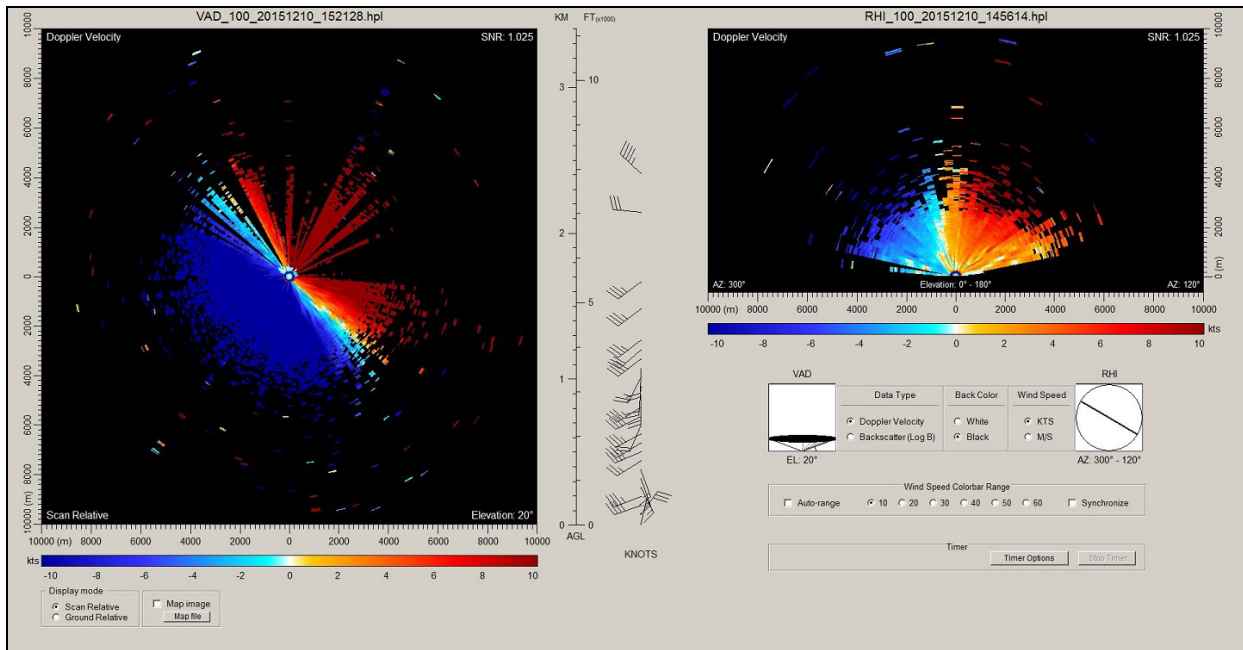 VAD_100_20151210_152128.hpl
KM FT(x1000)
RHI_100_20151210_145614.hpl
Doppler Velocity
SNR: 1.025
10000
8000
6000
4000
2000
0
2000
4000
6000
8000
10000
Scan Relative
Elevation: 20°
10000 (m) 8000 6000 4000 2000 0 2000 4000 6000 8000 10000
kts
-10 -8 -6 -4 -2 0 2 4 6 8 10
Display mode
Scan Relative
Ground Relative
Map image
Map file
3
2
1
0
10
5
0
AGL
KNOTS
Doppler Velocity
SNR: 1.025
AZ: 300°
Elevation: 0° - 180°
AZ: 120°
10000
8000
6000
4000
2000
0 (m)
10000 (m) 8000 6000 4000 2000 0 2000 4000 6000 8000 10000
kts
-10 -8 -6 -4 -2 0 2 4 6 8 10
VAD
EL: 20°
Data Type
Doppler Velocity
Backscatter (Log B)
Back Color
White
Black
Wind Speed
KTS
M/S
RHI
AZ: 300° - 120°
Wind Speed Colorbar Range
Auto-range 10 20 30 40 50 60 Synchronize
Timer
Timer Options Stop Timer